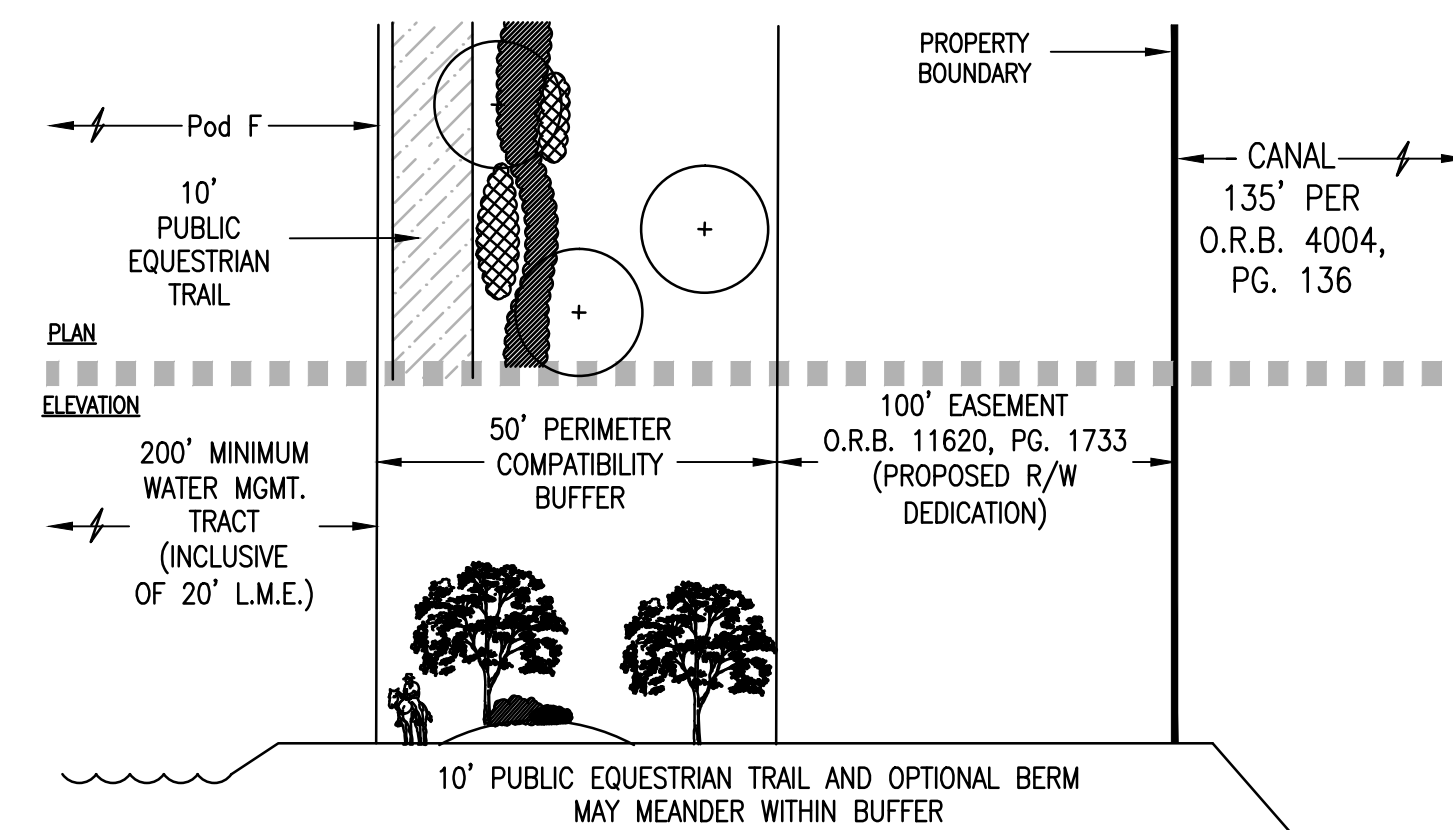 PROPERTY
BOUNDARY
Pod F
CANAL
135' PER
O.R.B. 4004,
PG. 136
10'
PUBLIC
EQUESTRIAN
TRAIL
PLAN
ELEVATION
200' MINIMUM
WATER MGMT.
TRACT
(INCLUSIVE
OF 20' L.M.E.)
50' PERIMETER
COMPATIBILITY
BUFFER
100' EASEMENT
O.R.B. 11620, PG. 1733
(PROPOSED R/W
DEDICATION)
10' PUBLIC EQUESTRIAN TRAIL AND OPTIONAL BERM
MAY MEANDER WITHIN BUFFER